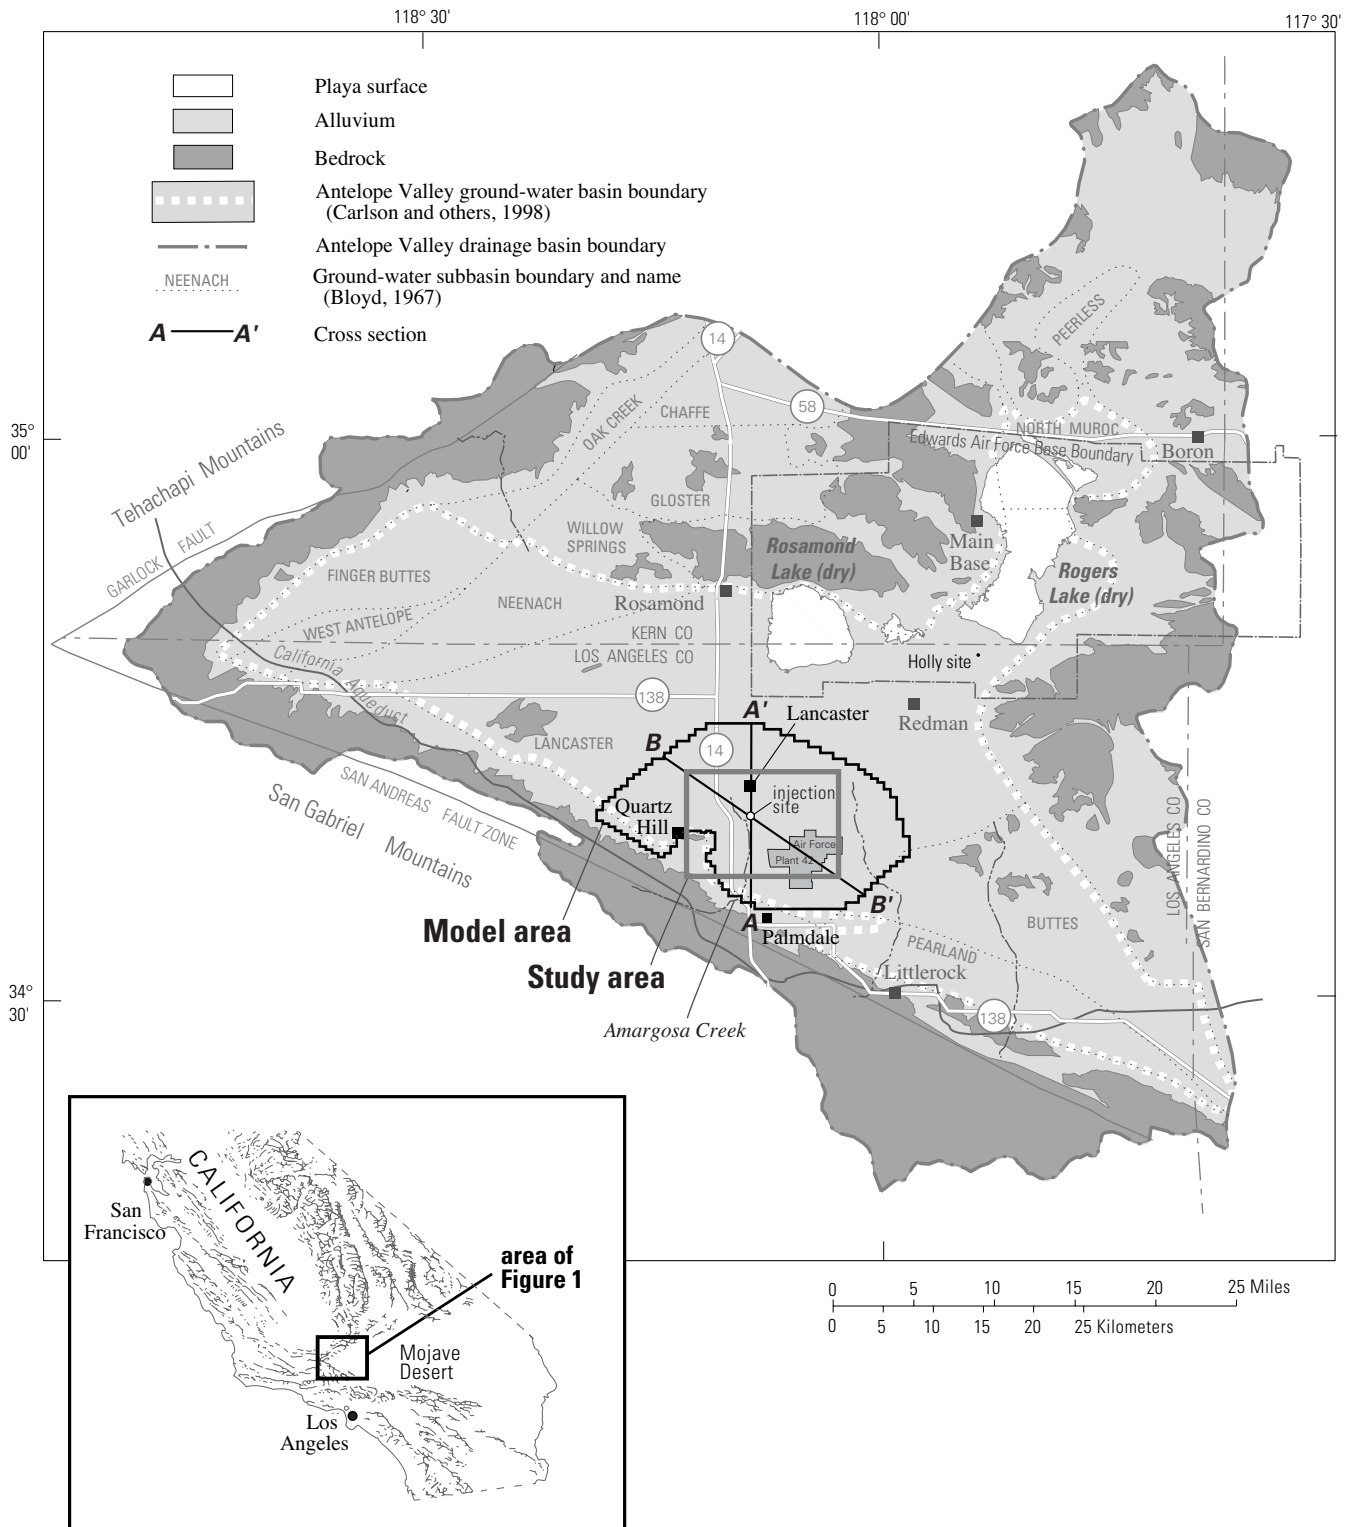 118° 30'
118° 00'
117° 30'
Playa surface
Alluvium
Bedrock
Antelope Valley ground-water basin boundary
(Carlson and others, 1998)
Antelope Valley drainage basin boundary
NEENACH
Ground-water subbasin boundary and name
(Bloyd, 1967)
A
A'
Cross section
14
58
PEERLESS
CHAFFE
OAK CREEK
NORTH MUROC
Edwards Air Force Base Boundary
Boron
35°
00'
Tehachapi Mountains
GARLOCK FAULT
GLOSTER
WILLOW
SPRINGS
Rosamond
Lake (dry)
Main
Base
Rogers
Lake (dry)
FINGER BUTTES
NEENACH
Rosamond
WEST ANTELOPE
KERN CO
LOS ANGELES CO
California Aqueduct
Holly site
138
Redman
A'
Lancaster
B
14
LANCASTER
SAN ANDREAS FAULT ZONE
San Gabriel Mountains
Quartz
Hill
injection
site
Air Force
Plant 42
LOS ANGELES CO
SAN BERNARDINO CO
B'
A
Palmdale
BUTTES
PEARLAND
Littlerock
Model area
Study area
34°
30'
Amargosa Creek
138
CALIFORNIA
San
Francisco
area of
Figure 1
Mojave
Desert
Los
Angeles
0 5 10 15 20 25 Miles
0 5 10 15 20 25 Kilometers